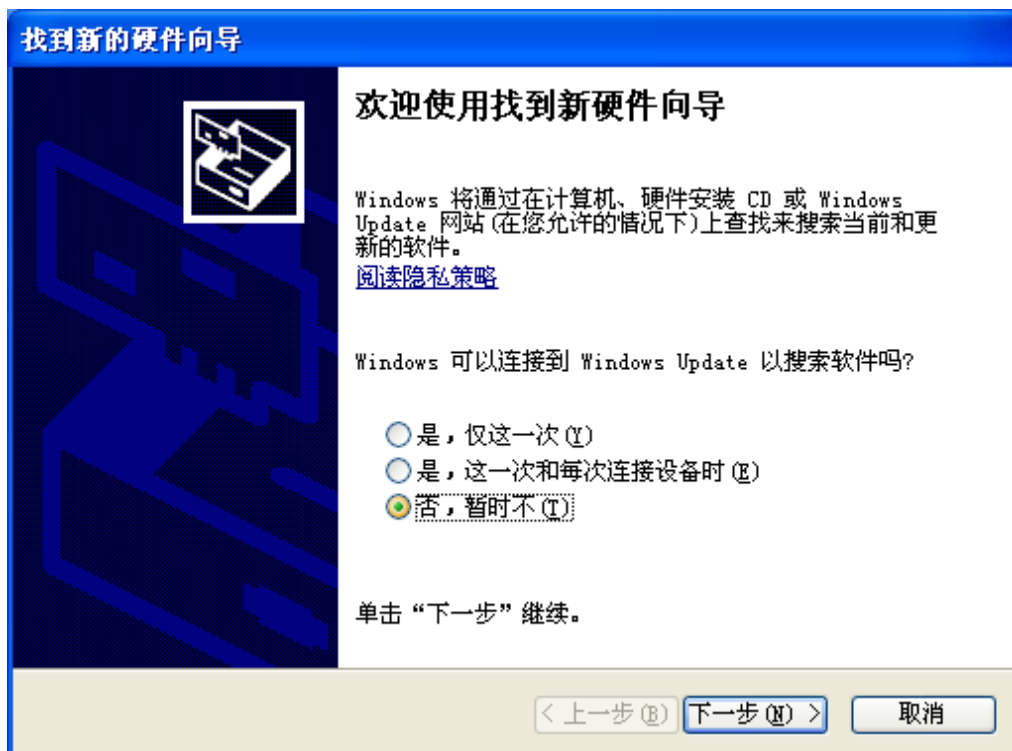 找到新的硬件向导
欢迎使用找到新硬件向导
Windows 将通过在计算机、硬件安装 CD 或 Windows
Update 网站(在您允许的情况下)上查找来搜索当前和更
新的软件。
阅读隐私策略
Windows 可以连接到 Windows Update 以搜索软件吗?
是，仅这一次(Y)
是，这一次和每次连接设备时(E)
否，暂时不(T)
单击“下一步”继续。
< 上一步(B) 下一步(N) > 取消